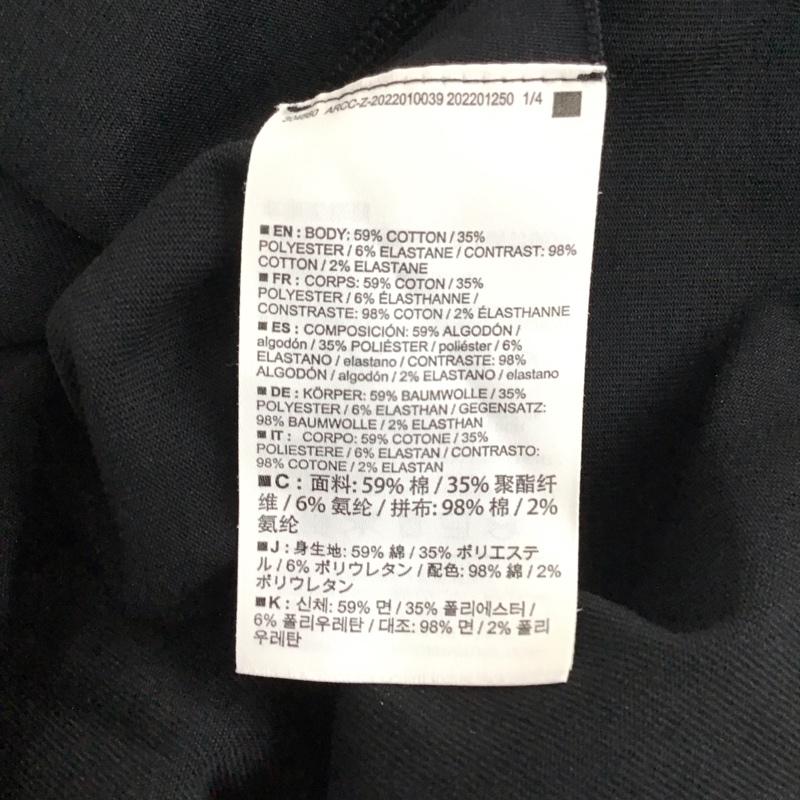 ARCC-Z-2022010039 202201250 1/4
EN : BODY: 59% COTTON / 35%
POLYESTER / 6% ELASTANE / CONTRAST: 98%
COTTON / 2% ELASTANE
FR : CORPS: 59% COTON / 35%
POLYESTER / 6% ÉLASTHANNE /
CONSTRASTE: 98% COTON / 2% ÉLASTHANNE
ES : COMPOSICIÓN: 59% ALGODÓN /
algodón / 35% POLIÉSTER / poliéster / 6%
ELASTANO / elastano / CONTRASTE: 98%
ALGODÓN / algodón / 2% ELASTANO / elastano
DE : KÖRPER: 59% BAUMWOLLE / 35%
POLYESTER / 6% ELASTHAN / GEGENSATZ:
98% BAUMWOLLE / 2% ELASTHAN
IT : CORPO: 59% COTONE / 35%
POLIESTERE / 6% ELASTAN / CONTRASTO:
98% COTONE / 2% ELASTAN
C : 面料: 59% 棉 / 35% 聚酯纤
维 / 6% 氨纶 / 拼布: 98% 棉 / 2%
氨纶
J : 身生地: 59% 綿 / 35% ポリエステ
ル / 6% ポリウレタン / 配色: 98% 綿 / 2%
ポリウレタン
K : 신체: 59% 면 / 35% 폴리에스터 /
6% 폴리우레탄 / 대조: 98% 면 / 2% 폴리
우레탄